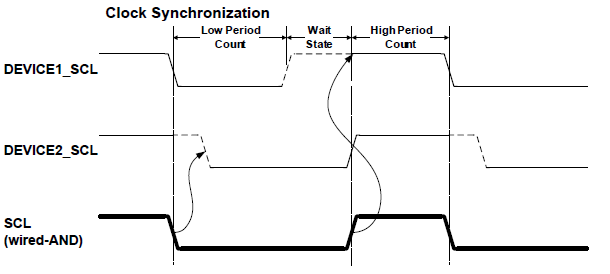 Clock Synchronization
Low Period
Count
Wait
State
High Period
Count
DEVICE1_SCL
DEVICE2_SCL
SCL
(wired-AND)